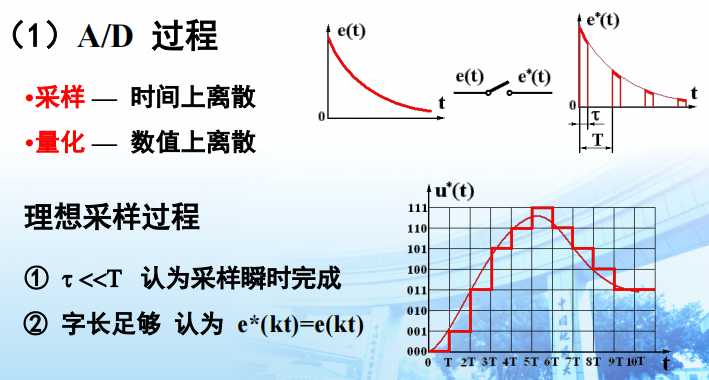 （1）A/D 过程
•采样 — 时间上离散
•量化 — 数值上离散
e(t)
t
0
e(t) e*(t)
e*(t)
t
0
τ
T
理想采样过程
① τ<<T 认为采样瞬时完成
② 字长足够 认为 e*(kt)=e(kt)
u*(t)
111
110
101
100
011
010
001
000
0 T 2T 3T 4T 5T 6T 7T 8T 9T 10T t